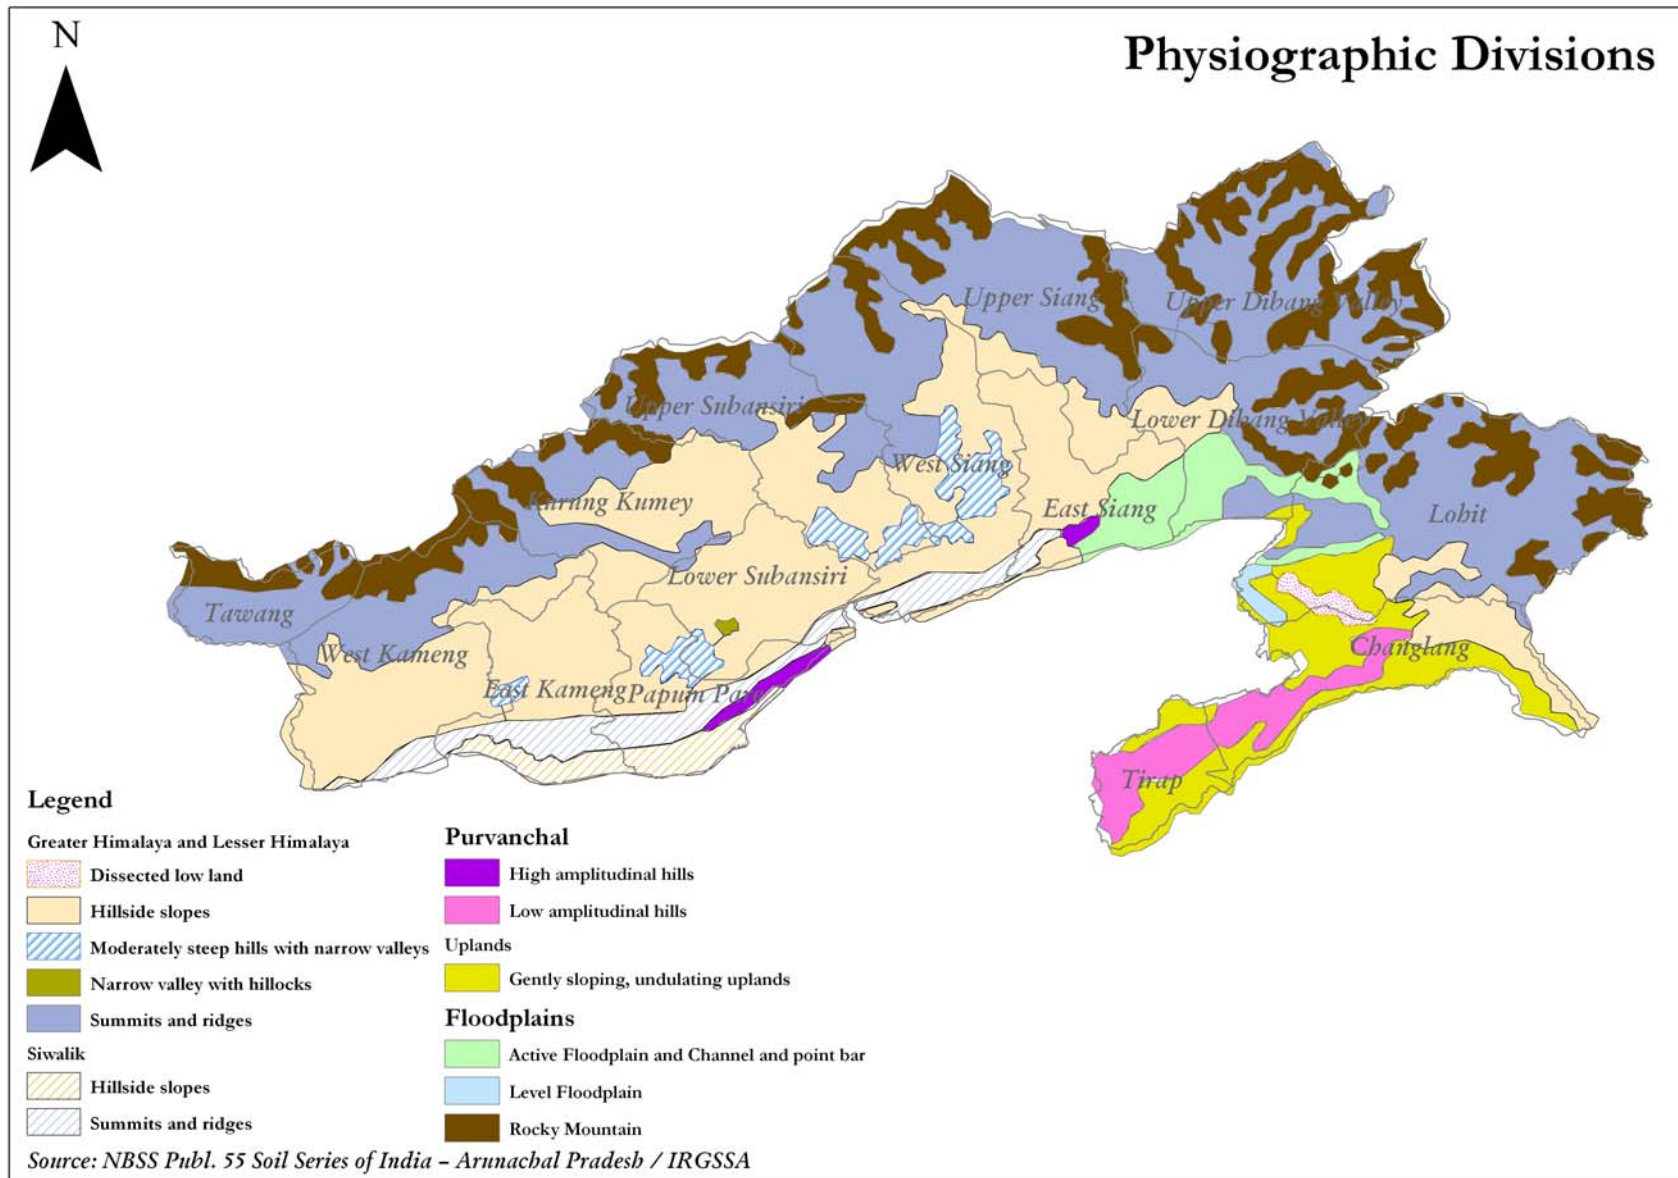 N
Physiographic Divisions
Upper Siang
Upper Dibang Valley
Upper Subansiri
Lower Dibang Valley
West Siang
Kurung Kumey
East Siang
Lohit
Lower Subansiri
Tawang
West Kameng
Changlang
East Kameng
Papum Pare
Tirap
Legend
Greater Himalaya and Lesser Himalaya
Dissected low land
Hillside slopes
Moderately steep hills with narrow valleys
Narrow valley with hillocks
Summits and ridges
Siwalik
Hillside slopes
Summits and ridges
Purvanchal
High amplitudinal hills
Low amplitudinal hills
Uplands
Gently sloping, undulating uplands
Floodplains
Active Floodplain and Channel and point bar
Level Floodplain
Rocky Mountain
Source: NBSS Publ. 55 Soil Series of India – Arunachal Pradesh / IRGSSA